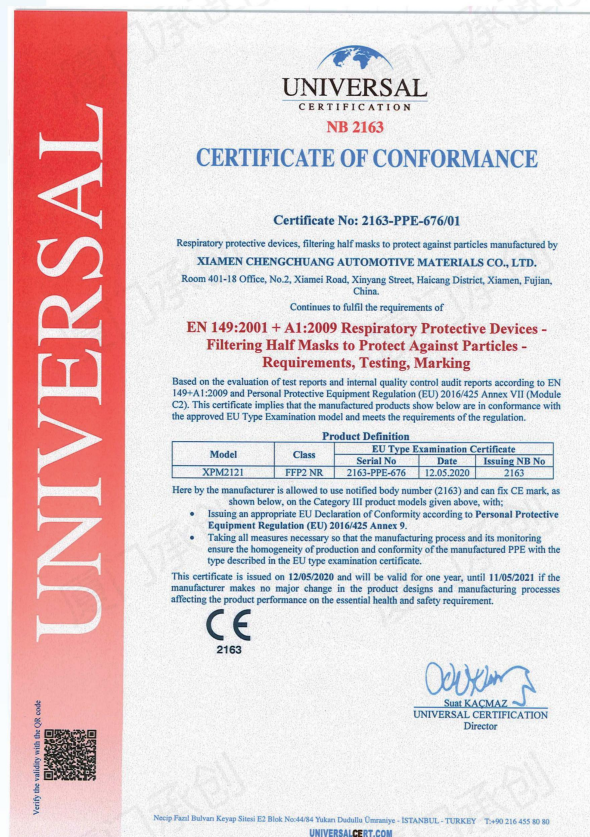 UNIVERSAL
UNIVERSAL
CERTIFICATION
NB 2163
CERTIFICATE OF CONFORMANCE
Certificate No: 2163-PPE-676/01
Respiratory protective devices, filtering half masks to protect against particles manufactured by
XIAMEN CHENGCHUANG AUTOMOTIVE MATERIALS CO., LTD.
Room 401-18 Office, No.2, Xiamei Road, Xinyang Street, Haicang District, Xiamen, Fujian,
China.
Continues to fulfil the requirements of
EN 149:2001 + A1:2009 Respiratory Protective Devices -
Filtering Half Masks to Protect Against Particles -
Requirements, Testing, Marking
Based on the evaluation of test reports and internal quality control audit reports according to EN
149+A1:2009 and Personal Protective Equipment Regulation (EU) 2016/425 Annex VII (Module
C2). This certificate implies that the manufactured products show below are in conformance with
the approved EU Type Examination model and meets the requirements of the regulation.
Product Definition
Model Class EU Type Examination Certificate
Serial No Date Issuing NB No
XPM2121 FFP2 NR 2163-PPE-676 12.05.2020 2163
Here by the manufacturer is allowed to use notified body number (2163) and can fix CE mark, as
shown below, on the Category III product models given above, with;
• Issuing an appropriate EU Declaration of Conformity according to Personal Protective
Equipment Regulation (EU) 2016/425 Annex 9.
• Taking all measures necessary so that the manufacturing process and its monitoring
ensure the homogeneity of production and conformity of the manufactured PPE with the
type described in the EU type examination certificate.
This certificate is issued on 12/05/2020 and will be valid for one year, until 11/05/2021 if the
manufacturer makes no major change in the product designs and manufacturing processes
affecting the product performance on the essential health and safety requirement.
CE
2163
Suat KAÇMAZ
UNIVERSAL CERTIFICATION
Director
Verify the validity with the QR code
Necip Fazıl Bulvarı Keyap Sitesi E2 Blok No:44/84 Yukarı Dudullu Ümraniye - İSTANBUL - TURKEY T:+90 216 455 80 80
UNIVERSALCERT.COM